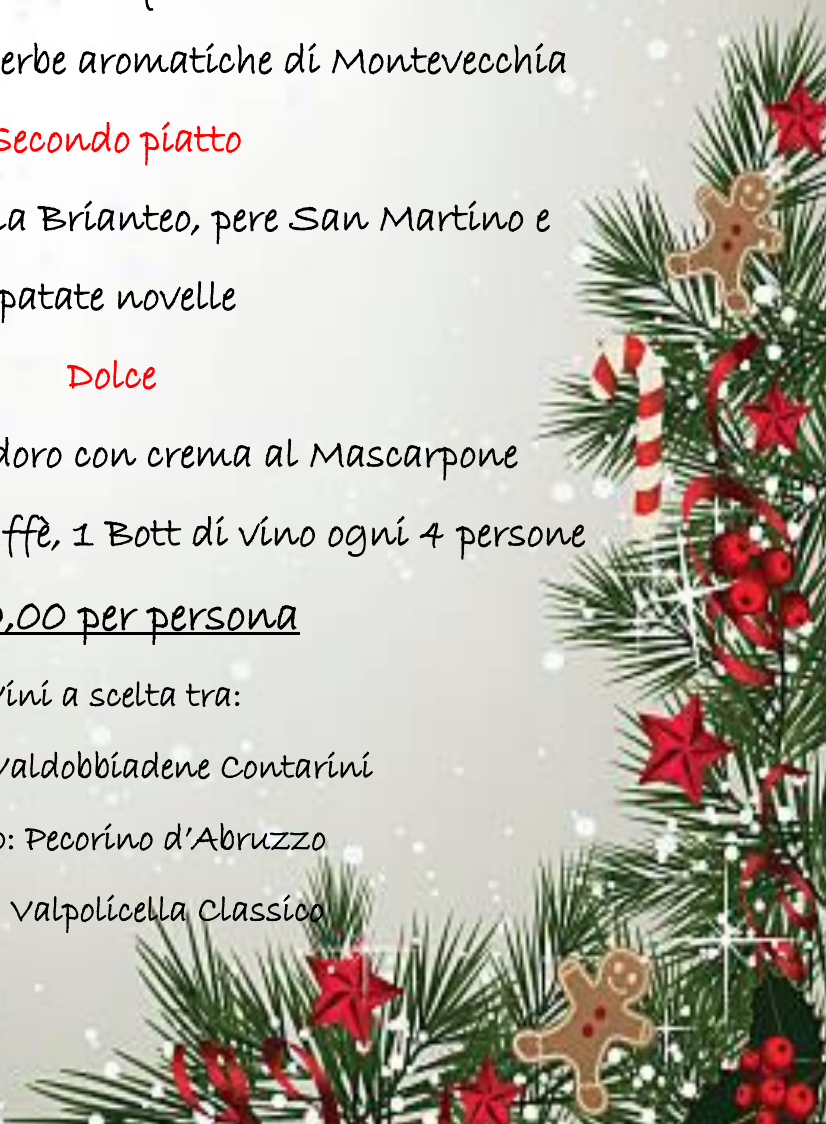 erbe aromatiche di Montevecchia
Secondo piatto
Brianteo, pere San Martino e
patate novelle
Dolce
doro con crema al Mascarpone
ffè, 1 Bott di vino ogni 4 persone
,00 per persona
Vini a scelta tra:
Valdobbiadene Contarini
o: Pecorino d'Abruzzo
Valpolicella Classico